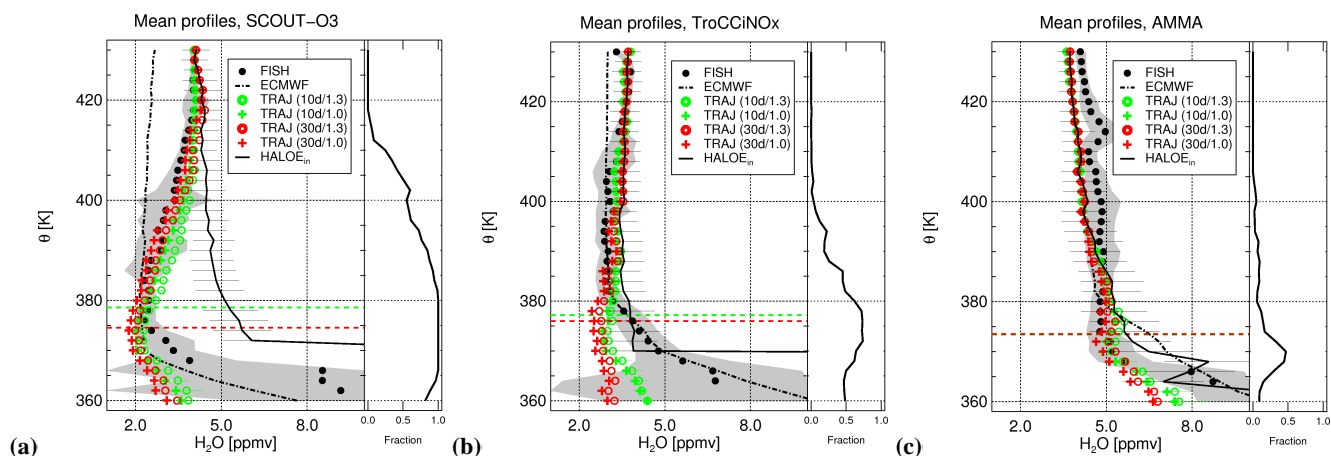 Mean profiles, SCOUT−O3
FISH
ECMWF
TRAJ (10d/1.3)
TRAJ (10d/1.0)
TRAJ (30d/1.3)
TRAJ (30d/1.0)
HALOEin
θ [K]
420
400
380
360
2.0 5.0 8.0
H2O [ppmv]
0.0 0.5 1.0
Fraction
(a)
Mean profiles, TroCCiNOx
FISH
ECMWF
TRAJ (10d/1.3)
TRAJ (10d/1.0)
TRAJ (30d/1.3)
TRAJ (30d/1.0)
HALOEin
θ [K]
420
400
380
360
2.0 5.0 8.0
H2O [ppmv]
0.0 0.5 1.0
Fraction
(b)
Mean profiles, AMMA
FISH
ECMWF
TRAJ (10d/1.3)
TRAJ (10d/1.0)
TRAJ (30d/1.3)
TRAJ (30d/1.0)
HALOEin
θ [K]
420
400
380
360
2.0 5.0 8.0
H2O [ppmv]
0.0 0.5 1.0
Fraction
(c)